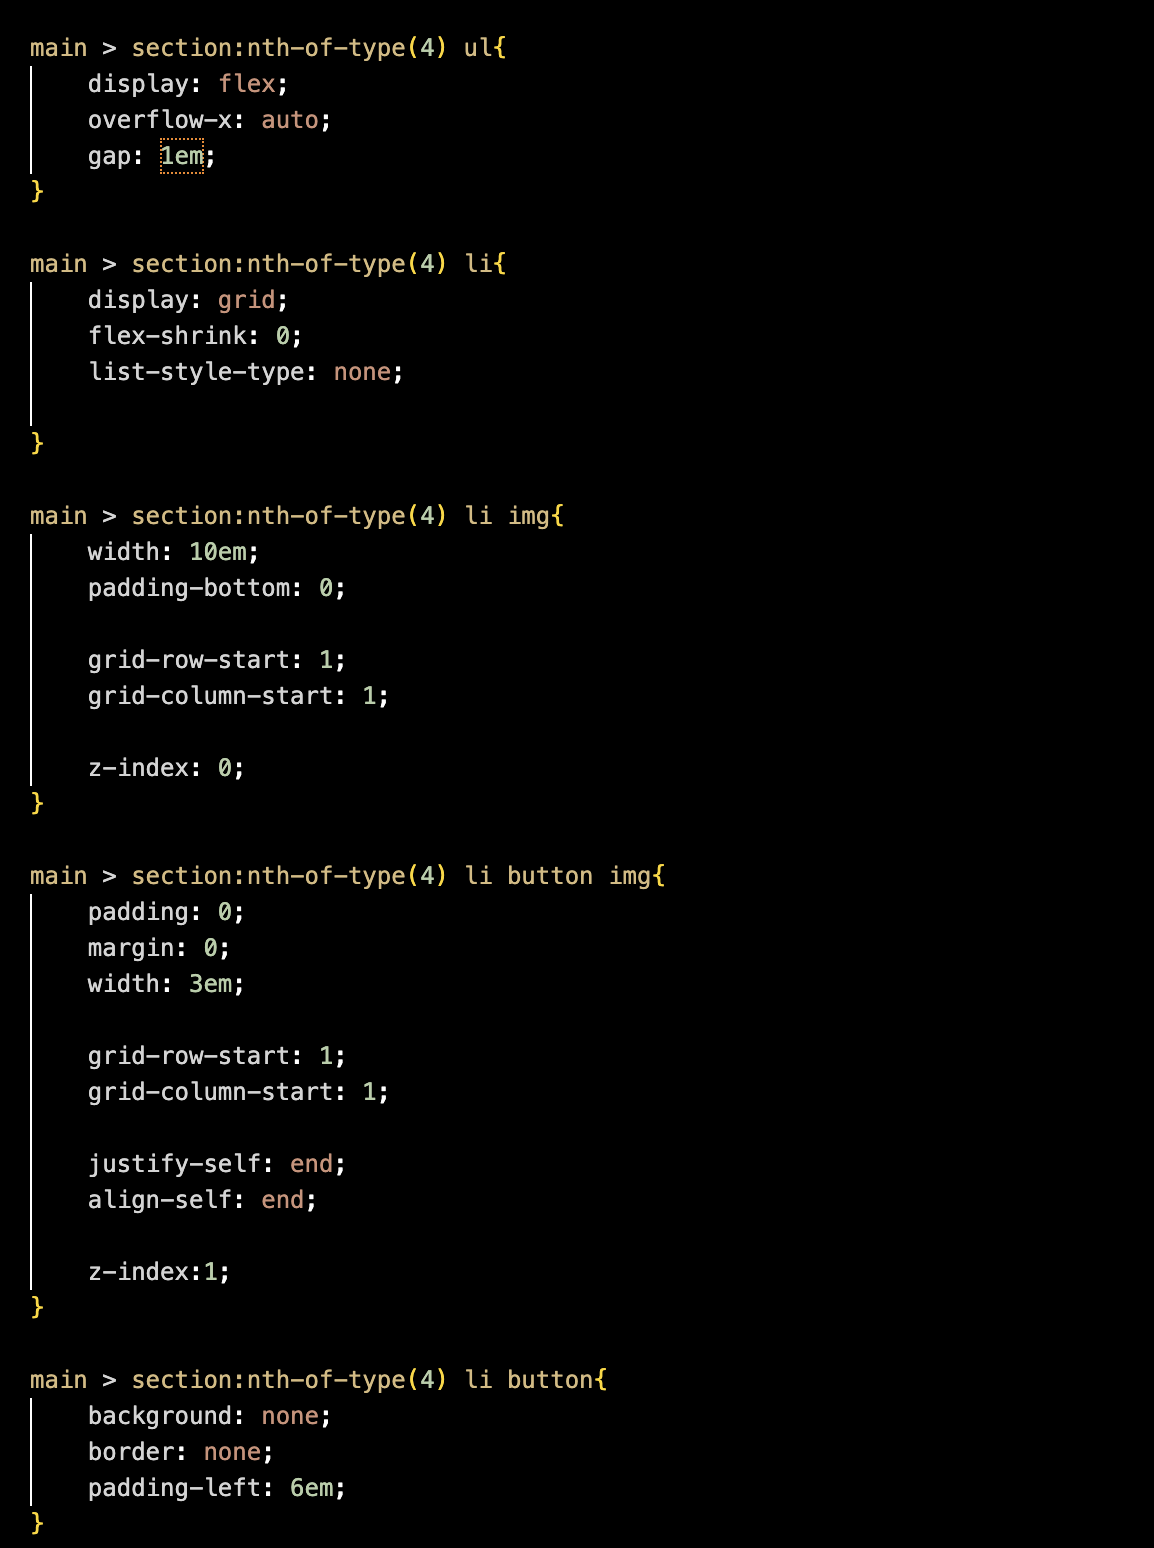 main > section:nth-of-type(4) ul{
    display: flex;
    overflow-x: auto;
    gap: 1em;
}

main > section:nth-of-type(4) li{
    display: grid;
    flex-shrink: 0;
    list-style-type: none;

}

main > section:nth-of-type(4) li img{
    width: 10em;
    padding-bottom: 0;

    grid-row-start: 1;
    grid-column-start: 1;

    z-index: 0;
}

main > section:nth-of-type(4) li button img{
    padding: 0;
    margin: 0;
    width: 3em;

    grid-row-start: 1;
    grid-column-start: 1;

    justify-self: end;
    align-self: end;

    z-index:1;
}

main > section:nth-of-type(4) li button{
    background: none;
    border: none;
    padding-left: 6em;
}